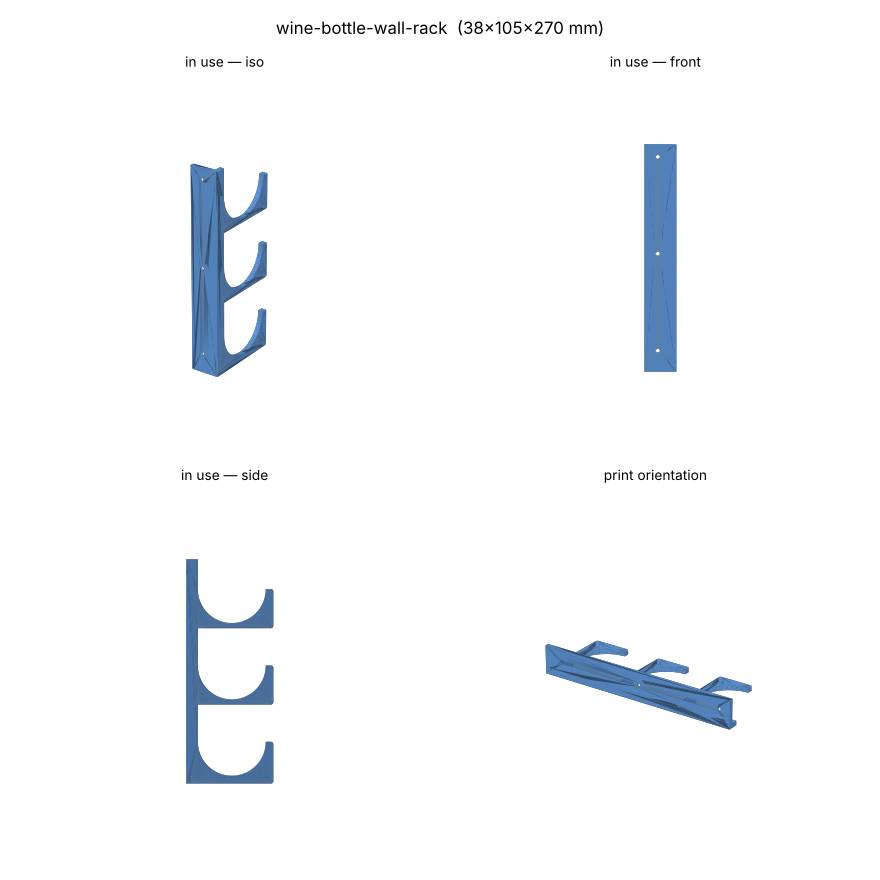 wine-bottle-wall-rack  (38×105×270 mm)
in use — iso
in use — front
in use — side
print orientation